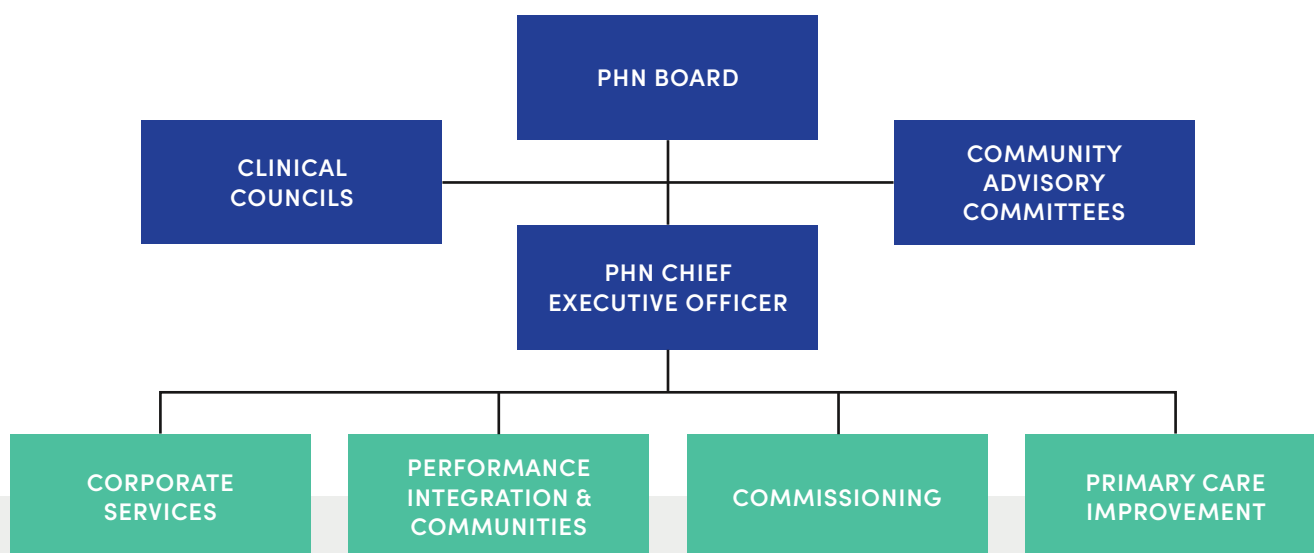 PHN BOARD
CLINICAL
COUNCILS
COMMUNITY
ADVISORY
COMMITTEES
PHN CHIEF
EXECUTIVE OFFICER
CORPORATE
SERVICES
PERFORMANCE
INTEGRATION &
COMMUNITIES
COMMISSIONING
PRIMARY CARE
IMPROVEMENT